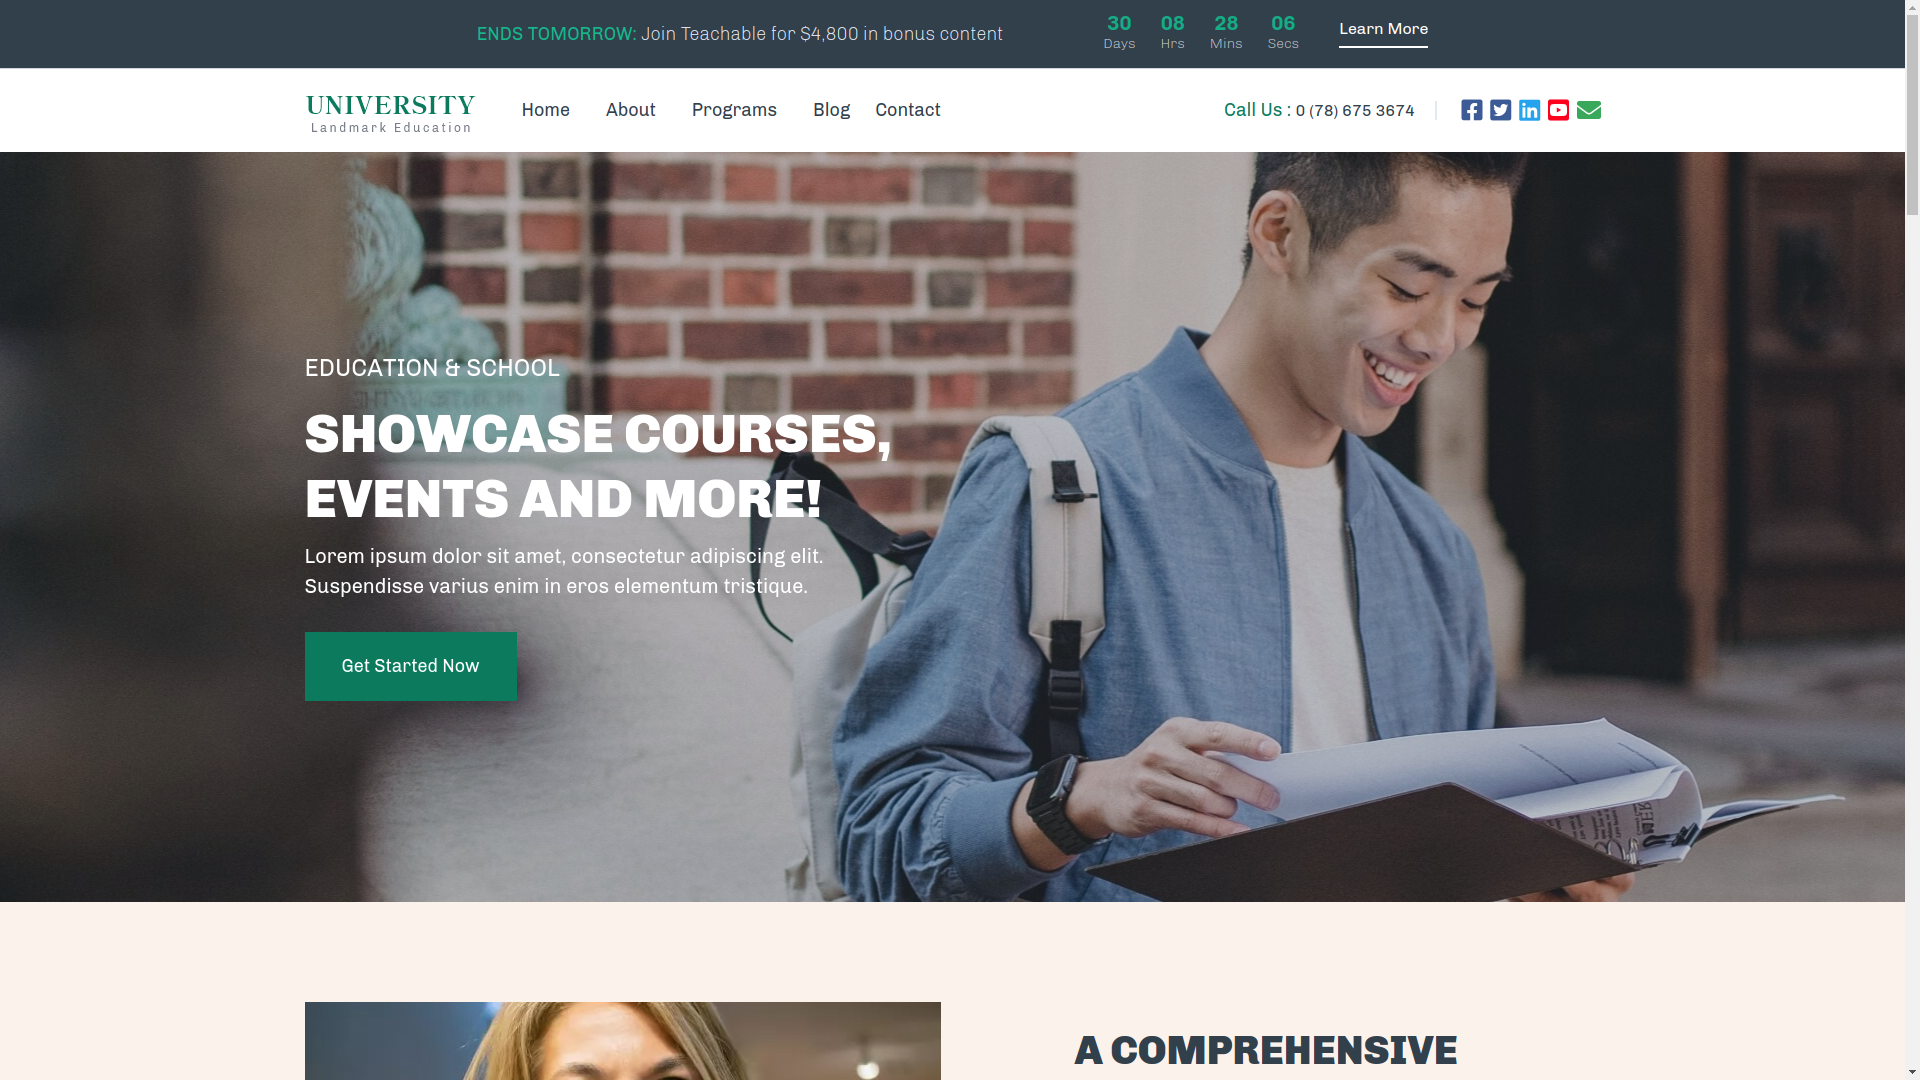 ENDS TOMORROW: Join Teachable for $4,800 in bonus content
30 08 28 06
Days Hrs Mins Secs
Learn More
UNIVERSITY
Landmark Education
Home About Programs Blog Contact
Call Us : 0 (78) 675 3674
EDUCATION & SCHOOL
SHOWCASE COURSES,
EVENTS AND MORE!
Lorem ipsum dolor sit amet, consectetur adipiscing elit.
Suspendisse varius enim in eros elementum tristique.
Get Started Now
A COMPREHENSIVE